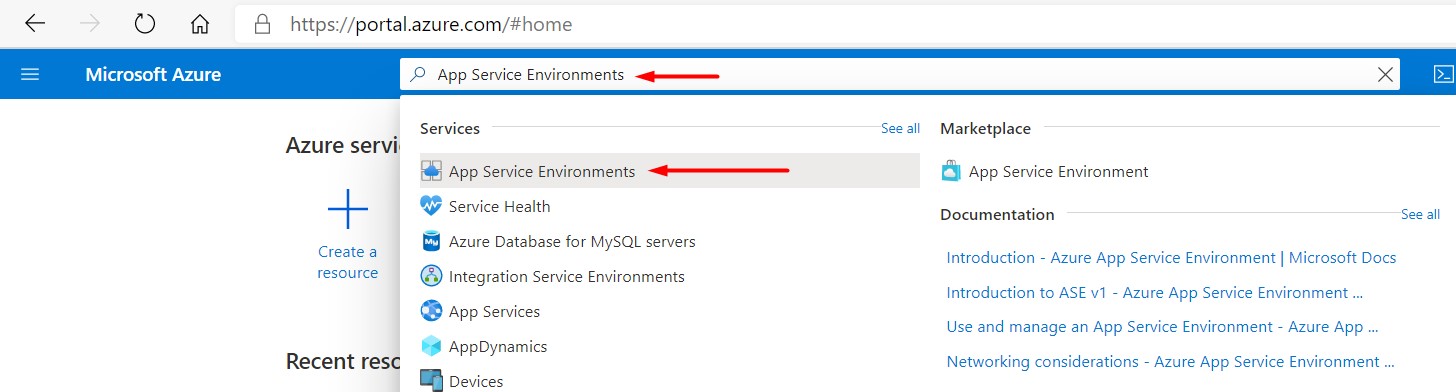 https://portal.azure.com/#home
Microsoft Azure
App Service Environments
Azure servi
Create a
resource
Recent reso
Services
See all
App Service Environments
Service Health
Azure Database for MySQL servers
Integration Service Environments
App Services
AppDynamics
Devices
Marketplace
App Service Environment
Documentation
See all
Introduction - Azure App Service Environment | Microsoft Docs
Introduction to ASE v1 - Azure App Service Environment ...
Use and manage an App Service Environment - Azure App ...
Networking considerations - Azure App Service Environment ...